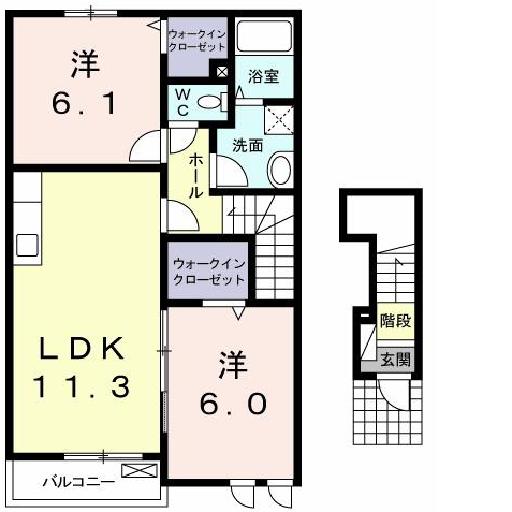 ウォークイン
クローゼット
洋
6.1
浴室
WC
洗面
ホール
ウォークイン
クローゼット
LDK
11.3
洋
6.0
バルコニー
階段
玄関